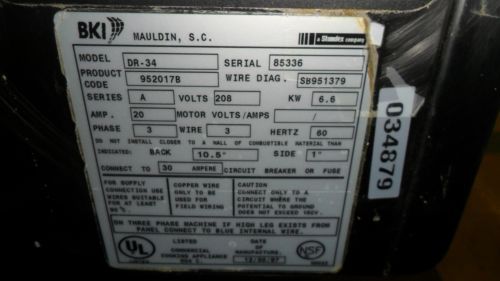 BKI MAULDIN, S.C. a Standex company
MODEL DR-34 SERIAL 85336
PRODUCT CODE 952017B WIRE DIAG. SB951379
SERIES A VOLTS 208 KW 6.6
AMP. 20 MOTOR VOLTS/AMPS /
PHASE 3 WIRE 3 HERTZ 60
DO NOT INSTALL CLOSER TO A WALL OF COMBUSTIBLE MATERIAL THAN
INDICATED: BACK 10.5" SIDE 1"
CONNECT TO 30 AMPERE CIRCUIT BREAKER OR FUSE
FOR SUPPLY
CONNECTION USE
WIRES SUITABLE
FOR AT LEAST
COPPER WIRE
ONLY TO BE
USED FOR
FIELD WIRING
CAUTION
CONNECT ONLY TO A
CIRCUIT WHERE THE
POTENTIAL TO GROUND
DOES NOT EXCEED 150V.
ON THREE PHASE MACHINE IF HIGH LEG EXISTS FROM
PANEL CONNECT TO BLUE INTERNAL WIRE.
UL
LISTED
COMMERCIAL
COOKING APPLIANCE
DATE OF
MANUFACTURE:
NSF
034879